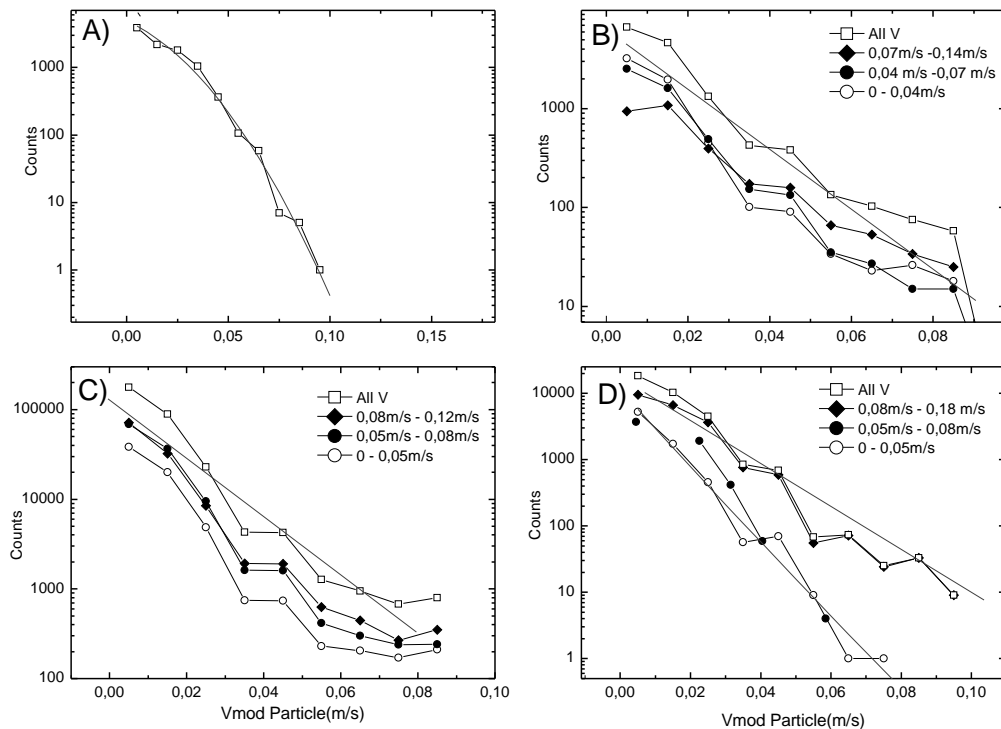 A)
1000
100
10
1
Counts
0,00
0,05
0,10
0,15
B)
All V
0,07m/s -0,14m/s
0,04 m/s -0,07 m/s
0 - 0,04m/s
1000
100
10
Counts
0,00
0,02
0,04
0,06
0,08
C)
All V
0,08m/s - 0,12m/s
0,05m/s - 0,08m/s
0 - 0,05m/s
100000
10000
1000
100
Counts
0,00
0,02
0,04
0,06
0,08
0,10
Vmod Particle(m/s)
D)
All V
0,08m/s - 0,18 m/s
0,05m/s - 0,08m/s
0 - 0,05m/s
10000
1000
100
10
1
Counts
0,00
0,02
0,04
0,06
0,08
0,10
Vmod Particle(m/s)